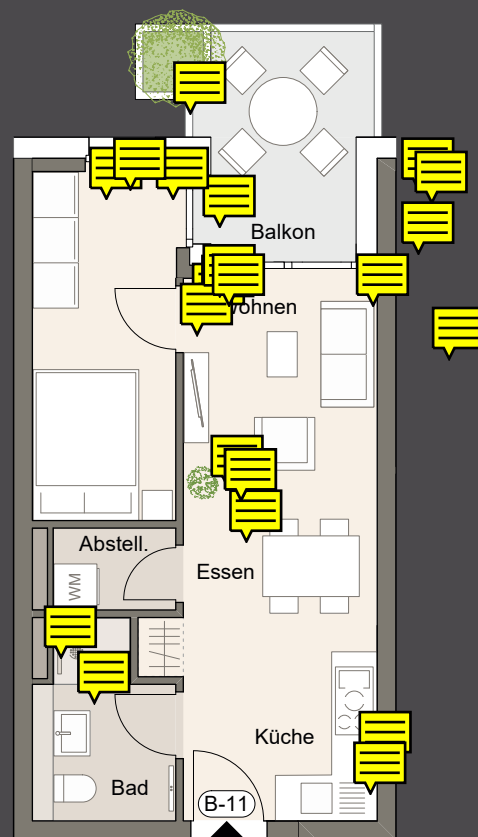 Balkon
Wohnen
Abstell.
WM
Essen
Küche
Bad
B-11